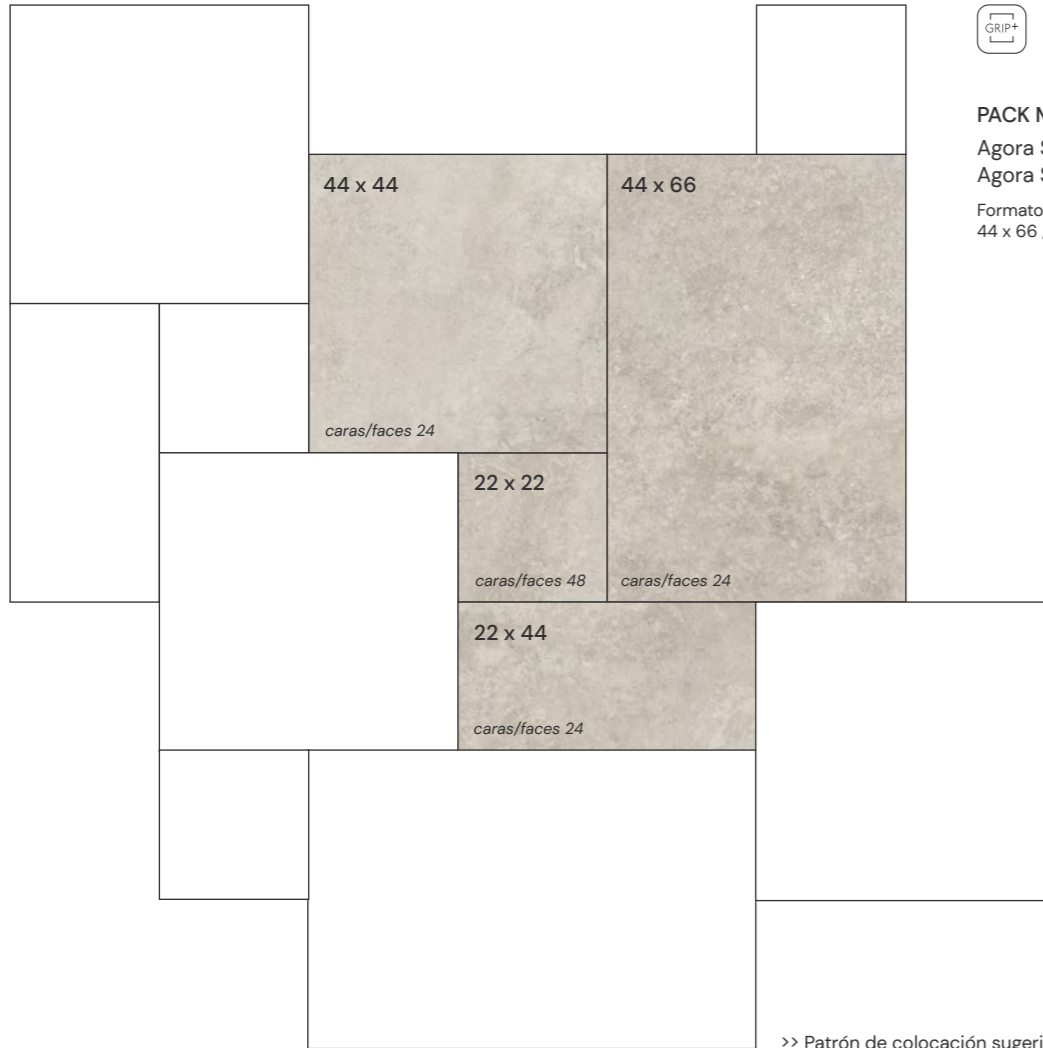 GRIP+
PACK
Agora
Agora
Formato
44 x 66
44 x 44
44 x 66
caras/faces 24
22 x 22
caras/faces 48
caras/faces 24
22 x 44
caras/faces 24
>> Patrón de colocación